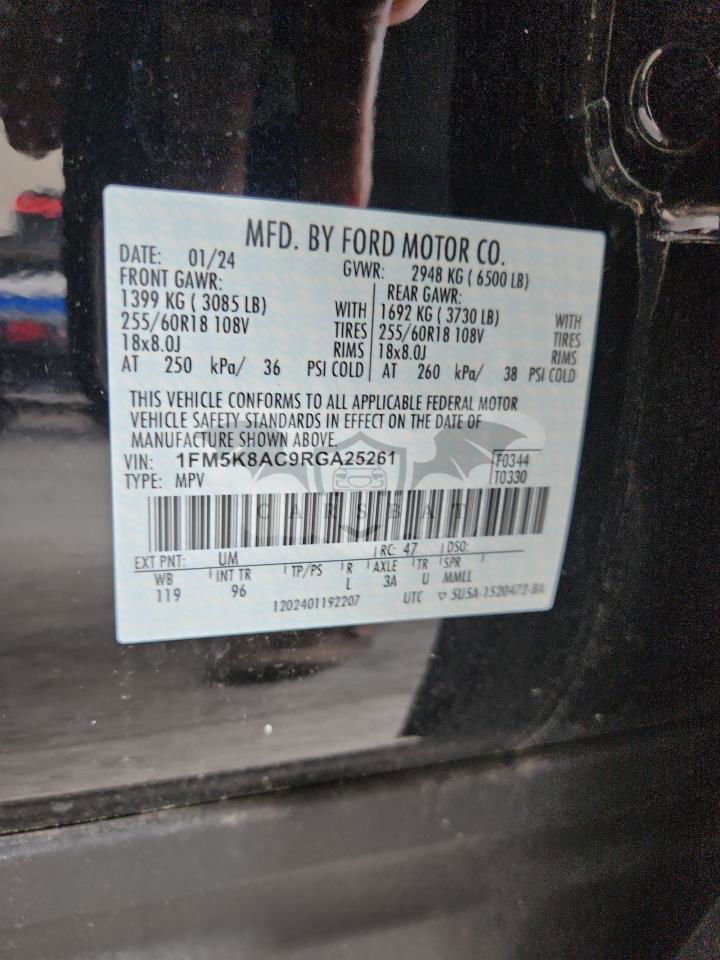 MFD. BY FORD MOTOR CO.
DATE: 01/24 GVWR: 2948 KG ( 6500 LB)
FRONT GAWR: REAR GAWR:
1399 KG ( 3085 LB) WITH 1692 KG ( 3730 LB) WITH
255/60R18 108V TIRES 255/60R18 108V TIRES
18x8.0J RIMS 18x8.0J RIMS
AT 250 kPa/ 36 PSI COLD AT 260 kPa/ 38 PSI COLD
THIS VEHICLE CONFORMS TO ALL APPLICABLE FEDERAL MOTOR
VEHICLE SAFETY STANDARDS IN EFFECT ON THE DATE OF
MANUFACTURE SHOWN ABOVE.
VIN: 1FM5K8AC9RGA25261 F0344
TYPE: MPV T0330
CARSBAT
EXT PNT: UM RC: 47 DSO:
WB INT TR TP/PS R AXLE TR SPR
119 96 L 3A U MMLL
1202401192207 UTC ▽ 5U5A-1520472-BA